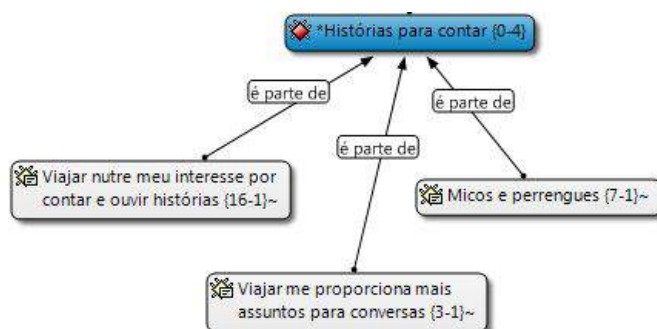 *Histórias para contar {0-4}
é parte de
é parte de
é parte de
Viajar nutre meu interesse por
contar e ouvir histórias {16-1}~
Micos e perrengues {7-1}~
Viajar me proporciona mais
assuntos para conversas {3-1}~